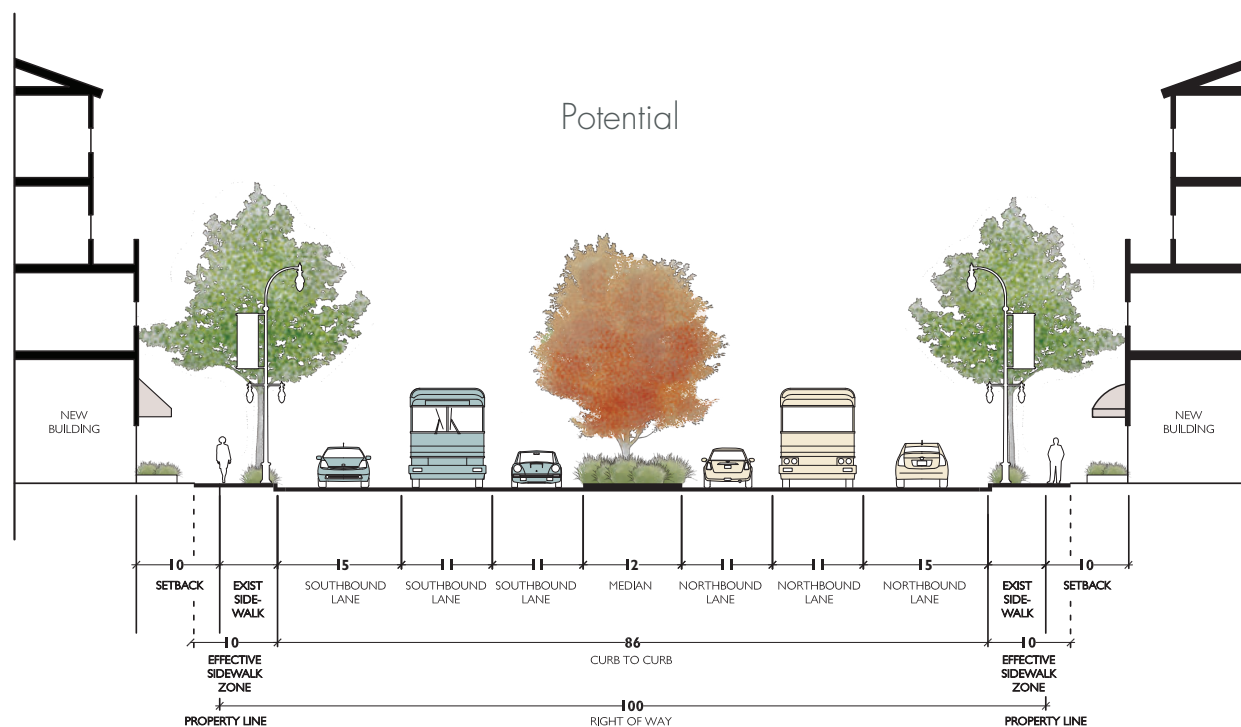 Potential
NEW
BUILDING
NEW
BUILDING
10
15
11
11
12
11
11
15
10
SETBACK
EXIST
SIDE-
WALK
SOUTHBOUND
LANE
SOUTHBOUND
LANE
SOUTHBOUND
LANE
MEDIAN
NORTHBOUND
LANE
NORTHBOUND
LANE
NORTHBOUND
LANE
EXIST
SIDE-
WALK
SETBACK
10
86
10
EFFECTIVE
SIDEWALK
ZONE
CURB TO CURB
EFFECTIVE
SIDEWALK
ZONE
100
PROPERTY LINE
RIGHT OF WAY
PROPERTY LINE